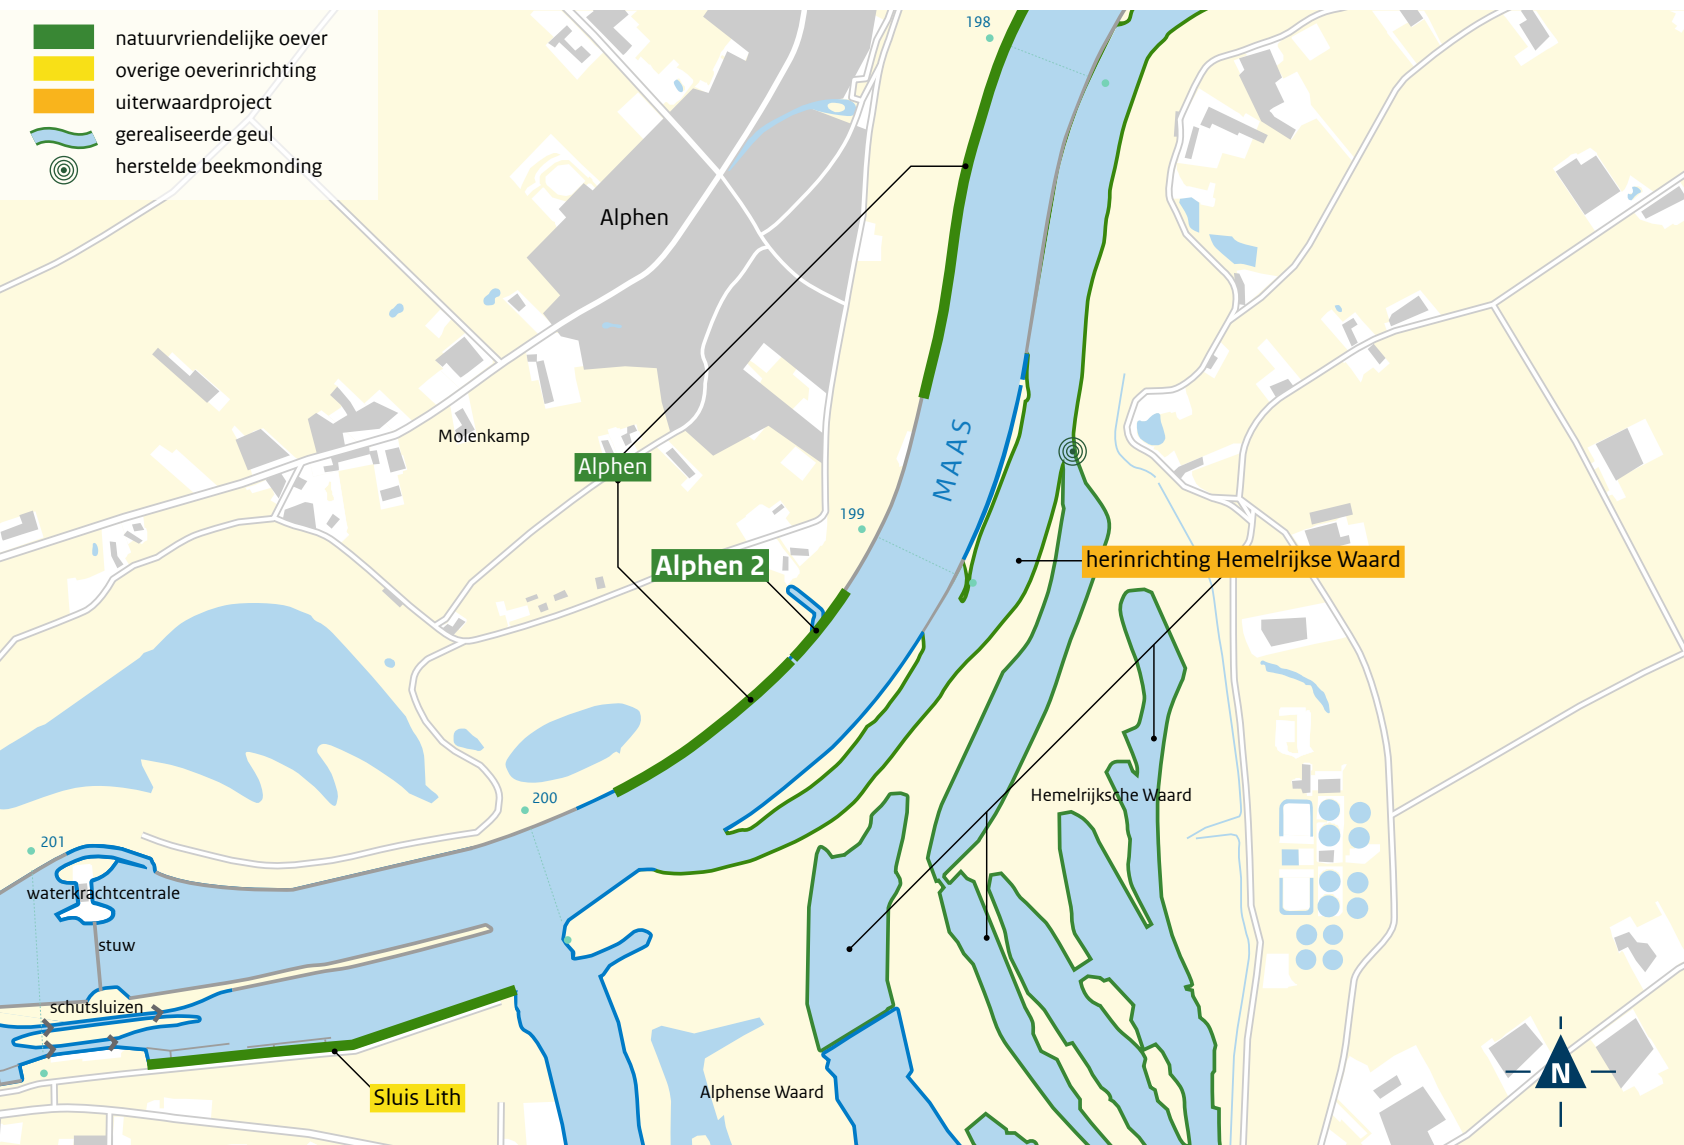 natuurvriendelijke oever
overige oeverinrichting
uiterwaardproject
gerealiseerde geul
herstelde beekmonding
198
Alphen
Molenkamp
Alphen
MAAS
199
Alphen 2
herinrichting Hemelrijkse Waard
200
Hemelrijksche Waard
201
waterkrachtcentrale
stuw
schutsluizen
Sluis Lith
Alphense Waard
N